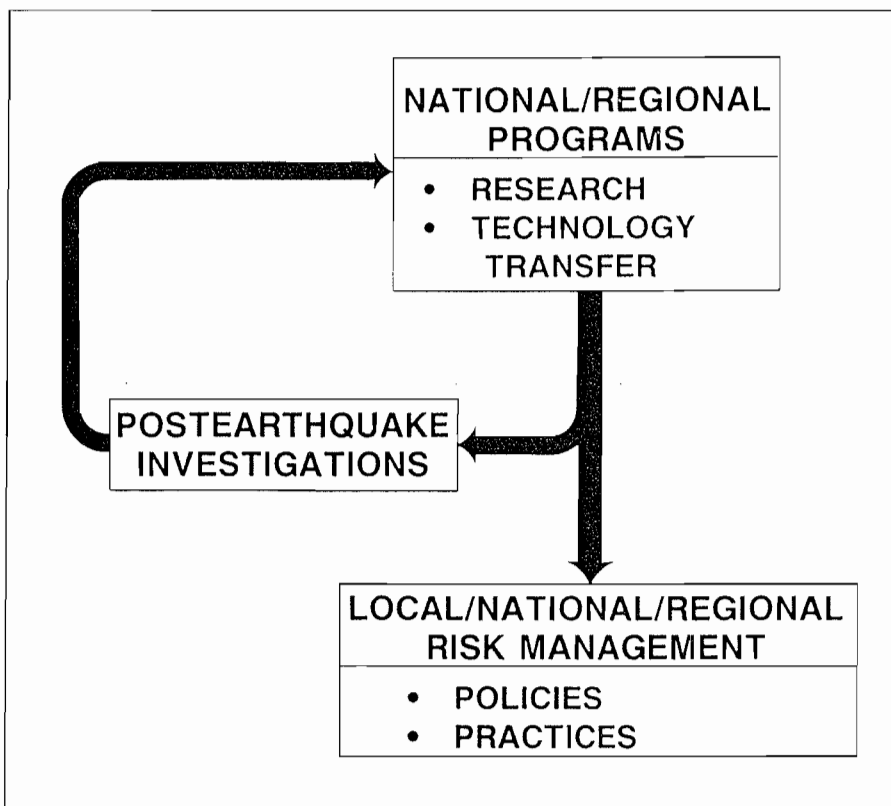 NATIONAL/REGIONAL
PROGRAMS
• RESEARCH
• TECHNOLOGY
TRANSFER
POSTEARTHQUAKE
INVESTIGATIONS
LOCAL/NATIONAL/REGIONAL
RISK MANAGEMENT
• POLICIES
• PRACTICES